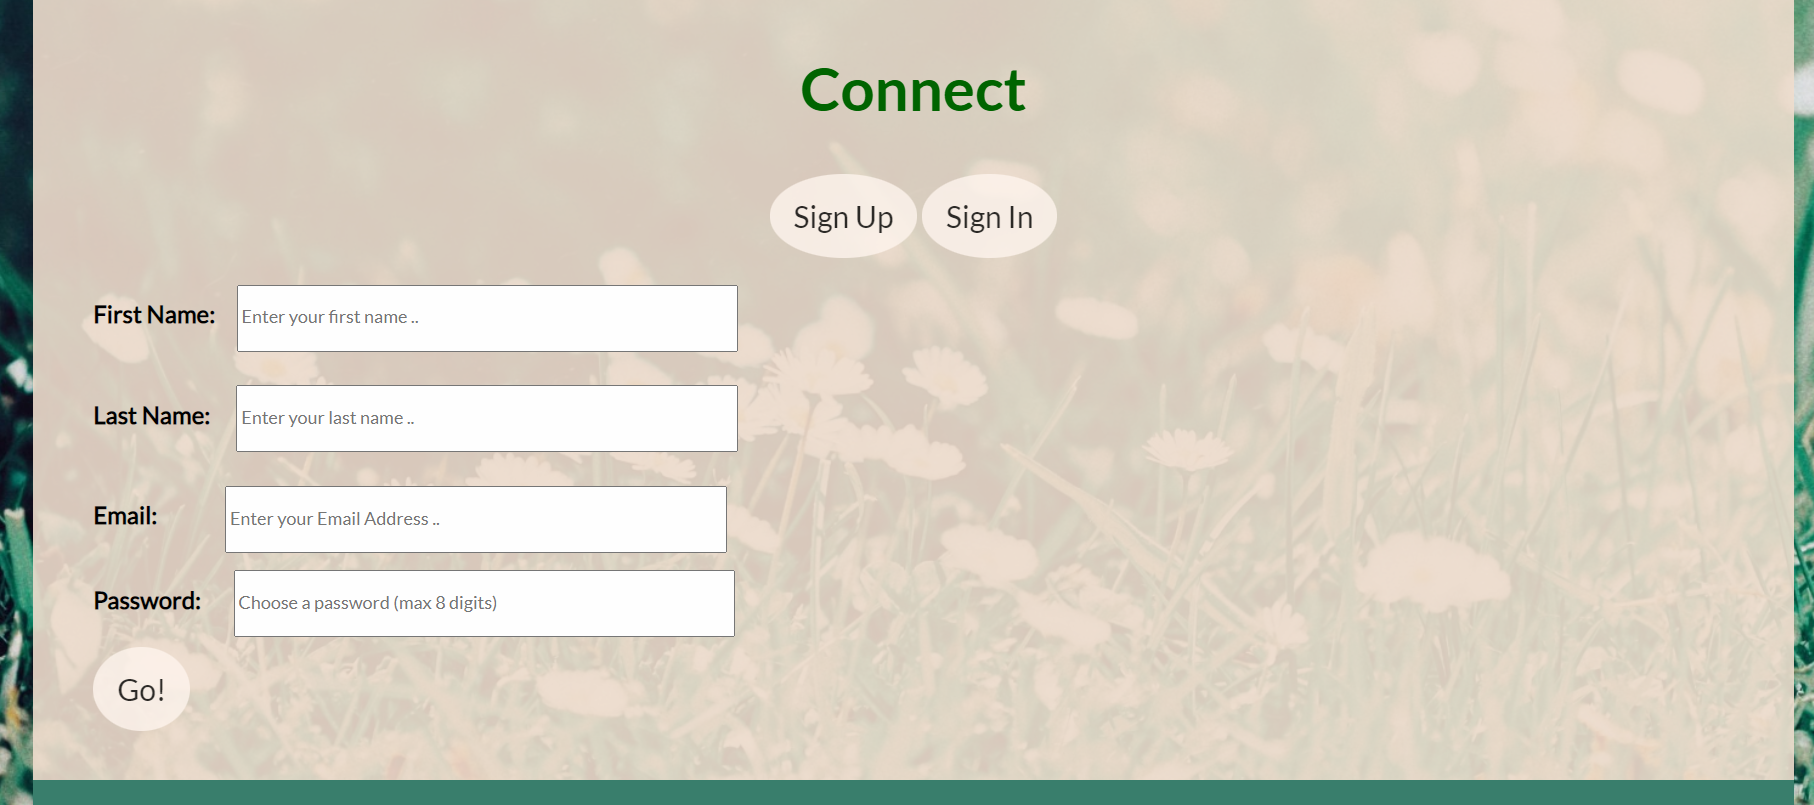 Connect
Sign Up Sign In
First Name: Enter your first name ..
Last Name: Enter your last name ..
Email: Enter your Email Address ..
Password: Choose a password (max 8 digits)
Go!